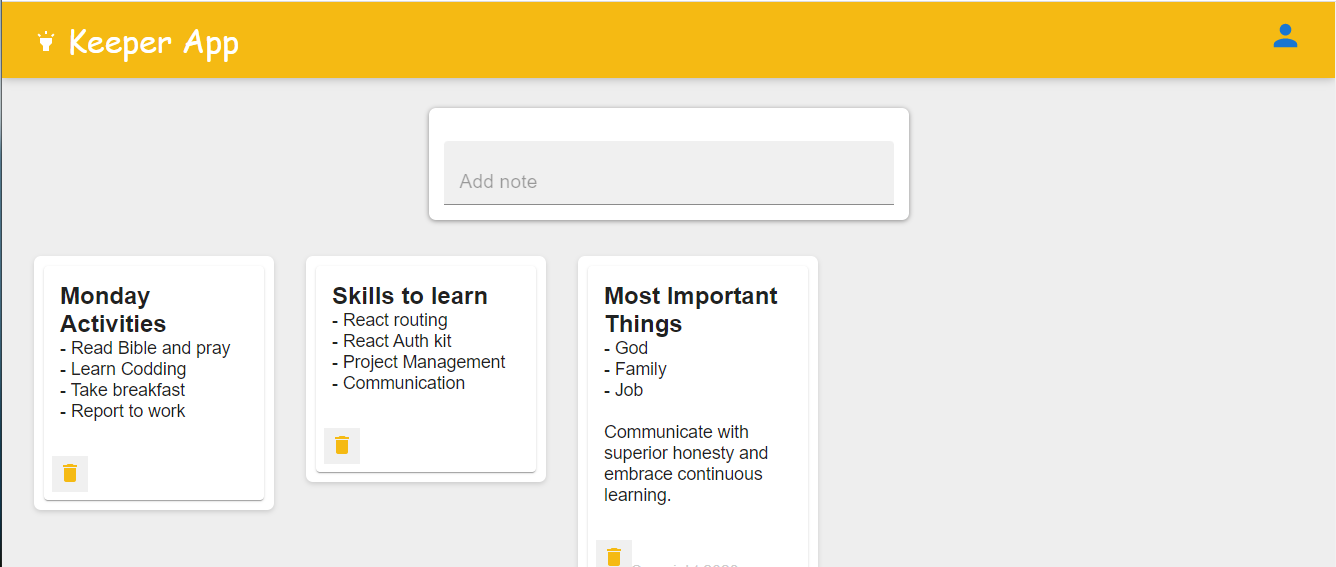 Keeper App
Add note
Monday
Activities
- Read Bible and pray
- Learn Codding
- Take breakfast
- Report to work
Skills to learn
- React routing
- React Auth kit
- Project Management
- Communication
Most Important
Things
- God
- Family
- Job
Communicate with
superior honesty and
embrace continuous
learning.